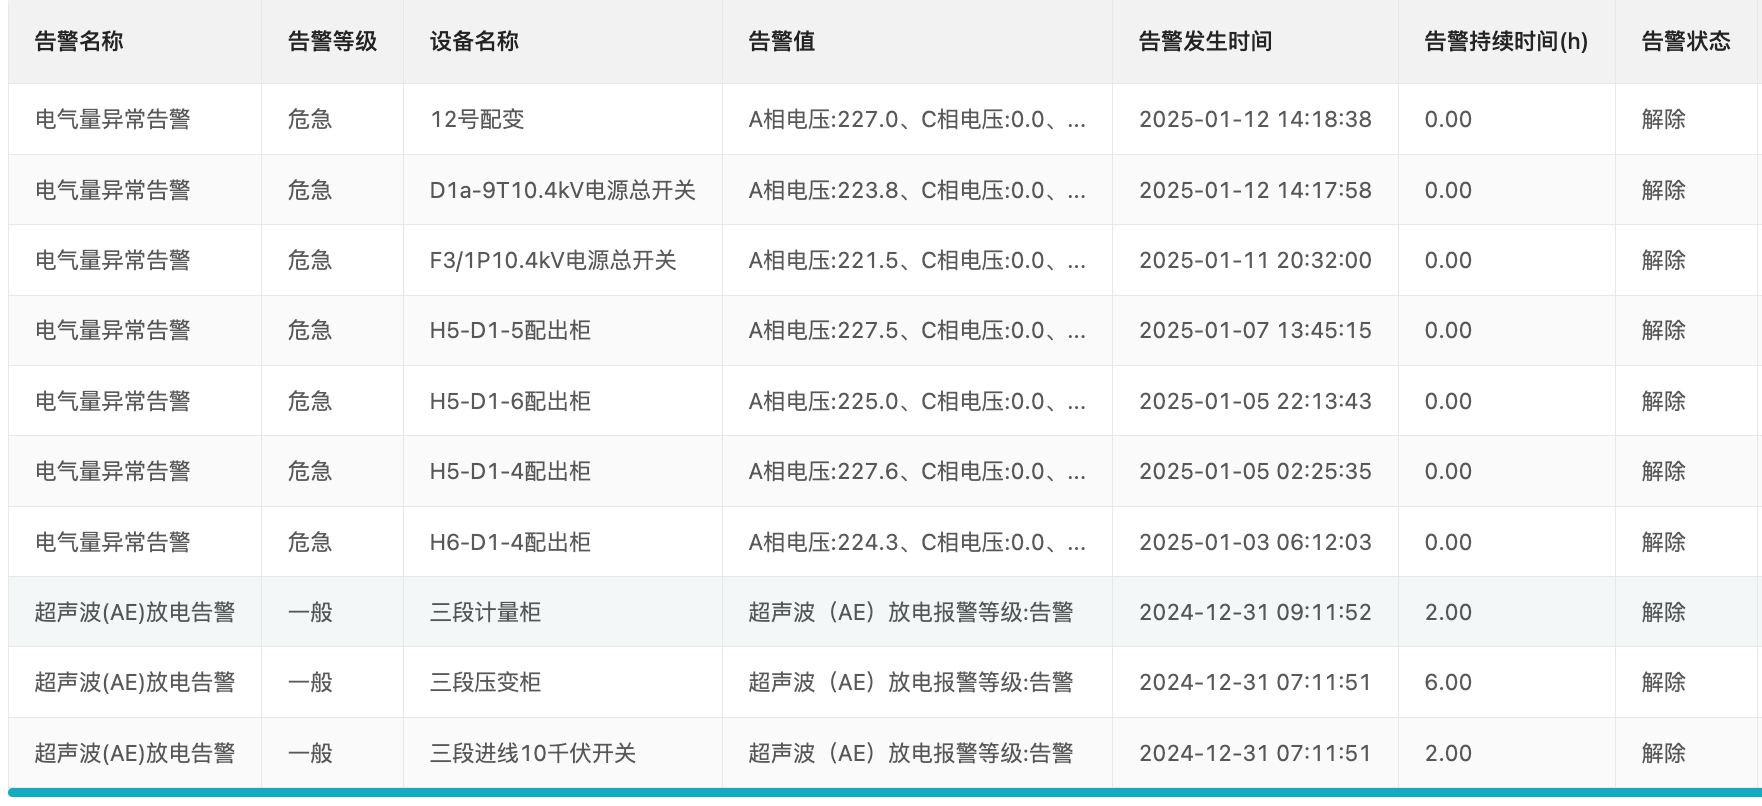 告警名称 告警等级 设备名称 告警值 告警发生时间 告警持续时间(h) 告警状态
电气量异常告警 危急 12号配变 A相电压:227.0、C相电压:0.0、... 2025-01-12 14:18:38 0.00 解除
电气量异常告警 危急 D1a-9T10.4kV电源总开关 A相电压:223.8、C相电压:0.0、... 2025-01-12 14:17:58 0.00 解除
电气量异常告警 危急 F3/1P10.4kV电源总开关 A相电压:221.5、C相电压:0.0、... 2025-01-11 20:32:00 0.00 解除
电气量异常告警 危急 H5-D1-5配出柜 A相电压:227.5、C相电压:0.0、... 2025-01-07 13:45:15 0.00 解除
电气量异常告警 危急 H5-D1-6配出柜 A相电压:225.0、C相电压:0.0、... 2025-01-05 22:13:43 0.00 解除
电气量异常告警 危急 H5-D1-4配出柜 A相电压:227.6、C相电压:0.0、... 2025-01-05 02:25:35 0.00 解除
电气量异常告警 危急 H6-D1-4配出柜 A相电压:224.3、C相电压:0.0、... 2025-01-03 06:12:03 0.00 解除
超声波(AE)放电告警 一般 三段计量柜 超声波（AE）放电报警等级:告警 2024-12-31 09:11:52 2.00 解除
超声波(AE)放电告警 一般 三段压变柜 超声波（AE）放电报警等级:告警 2024-12-31 07:11:51 6.00 解除
超声波(AE)放电告警 一般 三段进线10千伏开关 超声波（AE）放电报警等级:告警 2024-12-31 07:11:51 2.00 解除